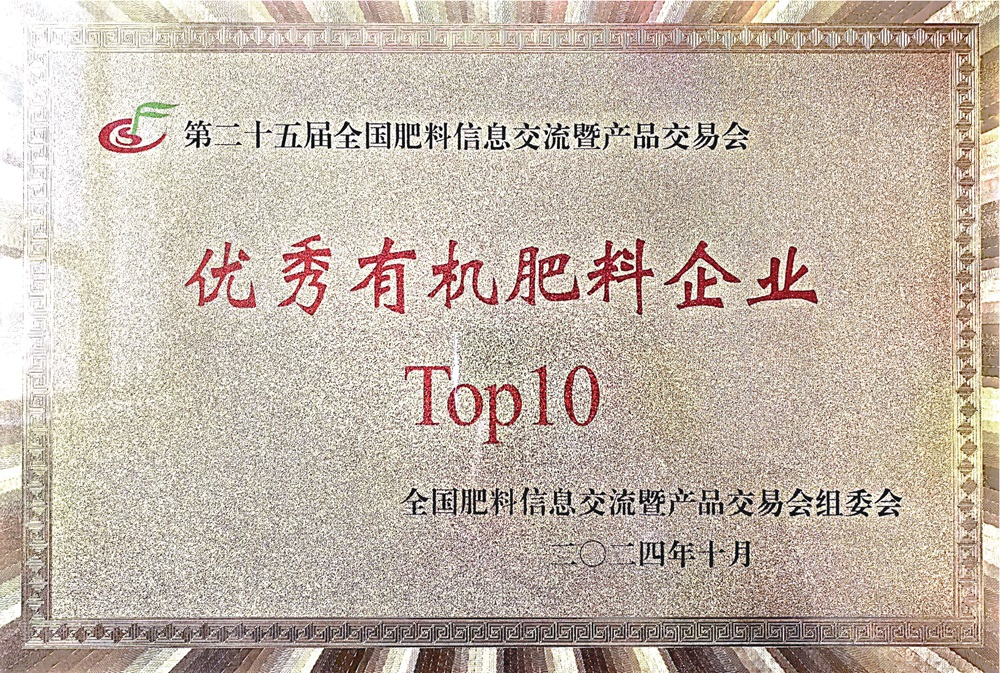 第二十五届全国肥料信息交流暨产品交易会
优秀有机肥料企业
Top10
全国肥料信息交流暨产品交易会组委会
二〇二四年十月